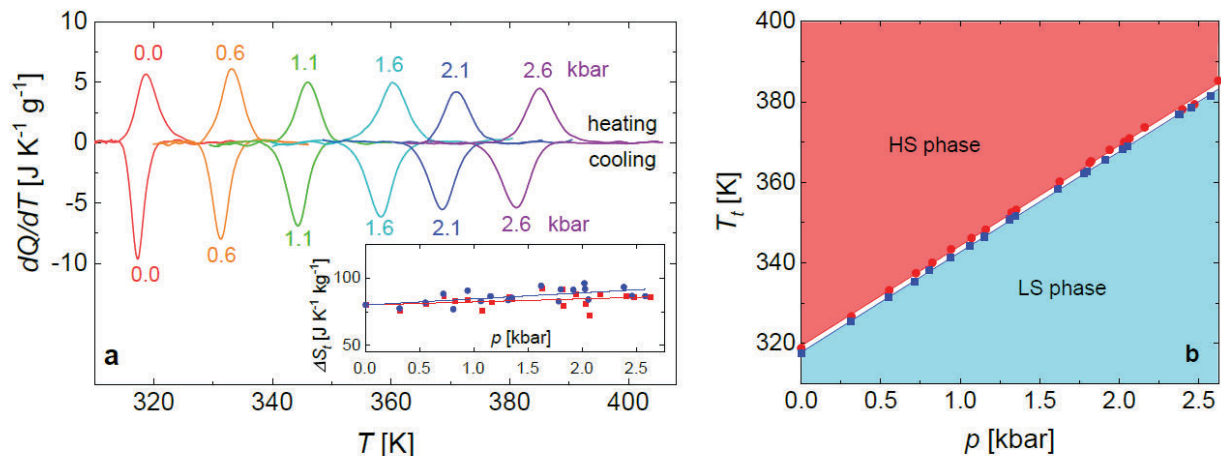 0.0 0.6 1.1 1.6 2.1 2.6 kbar
heating
cooling
0.0 0.6 1.1 1.6 2.1 2.6 kbar
10
5
0
-5
-10
dQ/dT [J K⁻¹ g⁻¹]
320 340 360 380 400
T [K]
a
100
50
ΔSₜ [J K⁻¹ kg⁻¹]
p [kbar]
0.0 0.5 1.0 1.5 2.0 2.5
400
380
360
340
320
Tₜ [K]
HS phase
LS phase
b
0.0 0.5 1.0 1.5 2.0 2.5
p [kbar]